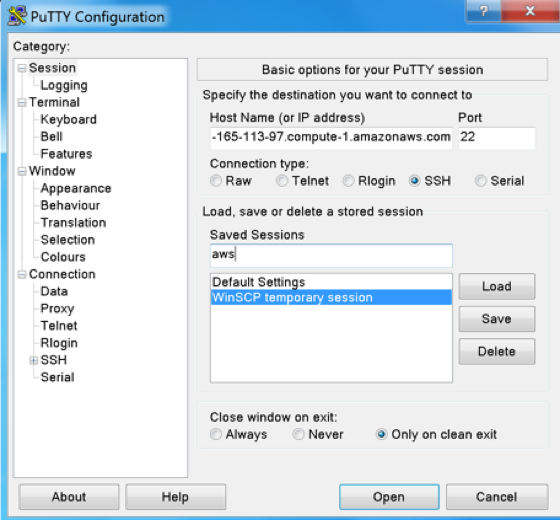 PuTTY Configuration
? X
Category:
Session
Logging
Terminal
Keyboard
Bell
Features
Window
Appearance
Behaviour
Translation
Selection
Colours
Connection
Data
Proxy
Telnet
Rlogin
SSH
Serial
Basic options for your PuTTY session
Specify the destination you want to connect to
Host Name (or IP address) Port
-165-113-97.compute-1.amazonaws.com 22
Connection type:
Raw Telnet Rlogin SSH Serial
Load, save or delete a stored session
Saved Sessions
aws
Default Settings
WinSCP temporary session
Load
Save
Delete
Close window on exit:
Always Never Only on clean exit
About Help Open Cancel